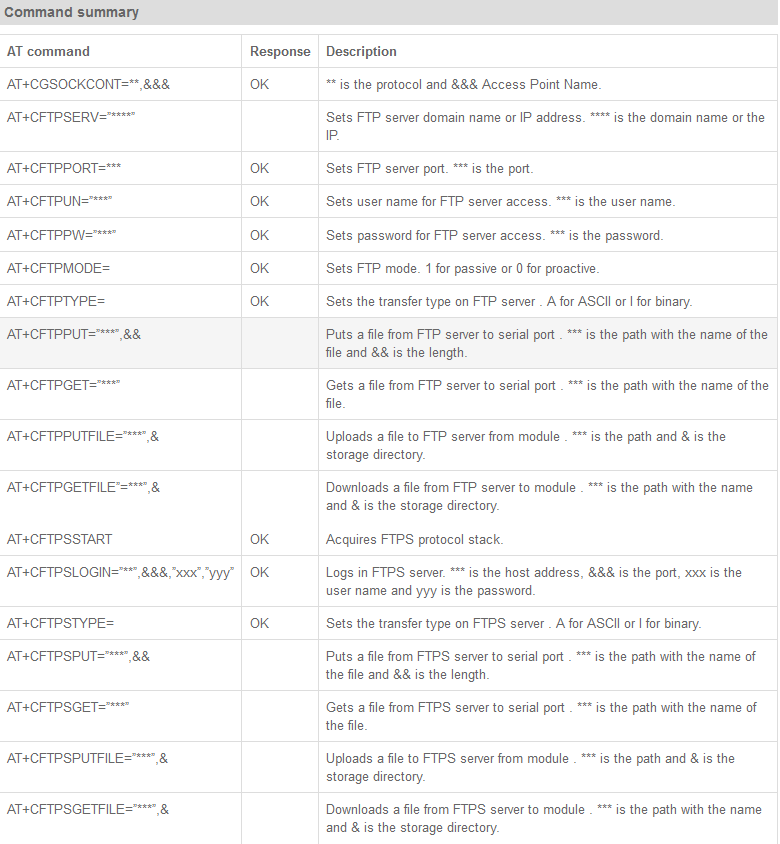 Command summary
AT command Response Description
AT+CGSOCKCONT=**,&&& OK ** is the protocol and &&& Access Point Name.
AT+CFTPSERV=”****” Sets FTP server domain name or IP address. **** is the domain name or the
IP.
AT+CFTPPORT=*** OK Sets FTP server port. *** is the port.
AT+CFTPUN=”***” OK Sets user name for FTP server access. *** is the user name.
AT+CFTPPW=”***” OK Sets password for FTP server access. *** is the password.
AT+CFTPMODE= OK Sets FTP mode. 1 for passive or 0 for proactive.
AT+CFTPTYPE= OK Sets the transfer type on FTP server . A for ASCII or I for binary.
AT+CFTPPUT=”***”,&& Puts a file from FTP server to serial port . *** is the path with the name of the
file and && is the length.
AT+CFTPGET=”***” Gets a file from FTP server to serial port . *** is the path with the name of the
file.
AT+CFTPPUTFILE=”***”,& Uploads a file to FTP server from module . *** is the path and & is the
storage directory.
AT+CFTPGETFILE”=***”,& Downloads a file from FTP server to module . *** is the path with the name
and & is the storage directory.
AT+CFTPSSTART OK Acquires FTPS protocol stack.
AT+CFTPSLOGIN=”**”,&&&,”xxx”,”yyy” OK Logs in FTPS server. *** is the host address, &&& is the port, xxx is the
user name and yyy is the password.
AT+CFTPSTYPE= OK Sets the transfer type on FTPS server . A for ASCII or I for binary.
AT+CFTPSPUT=”***”,&& Puts a file from FTPS server to serial port . *** is the path with the name of
the file and && is the length.
AT+CFTPSGET=”***” Gets a file from FTPS server to serial port . *** is the path with the name of
the file.
AT+CFTPSPUTFILE=”***”,& Uploads a file to FTPS server from module . *** is the path and & is the
storage directory.
AT+CFTPSGETFILE=”***”,& Downloads a file from FTPS server to module . *** is the path with the name
and & is the storage directory.